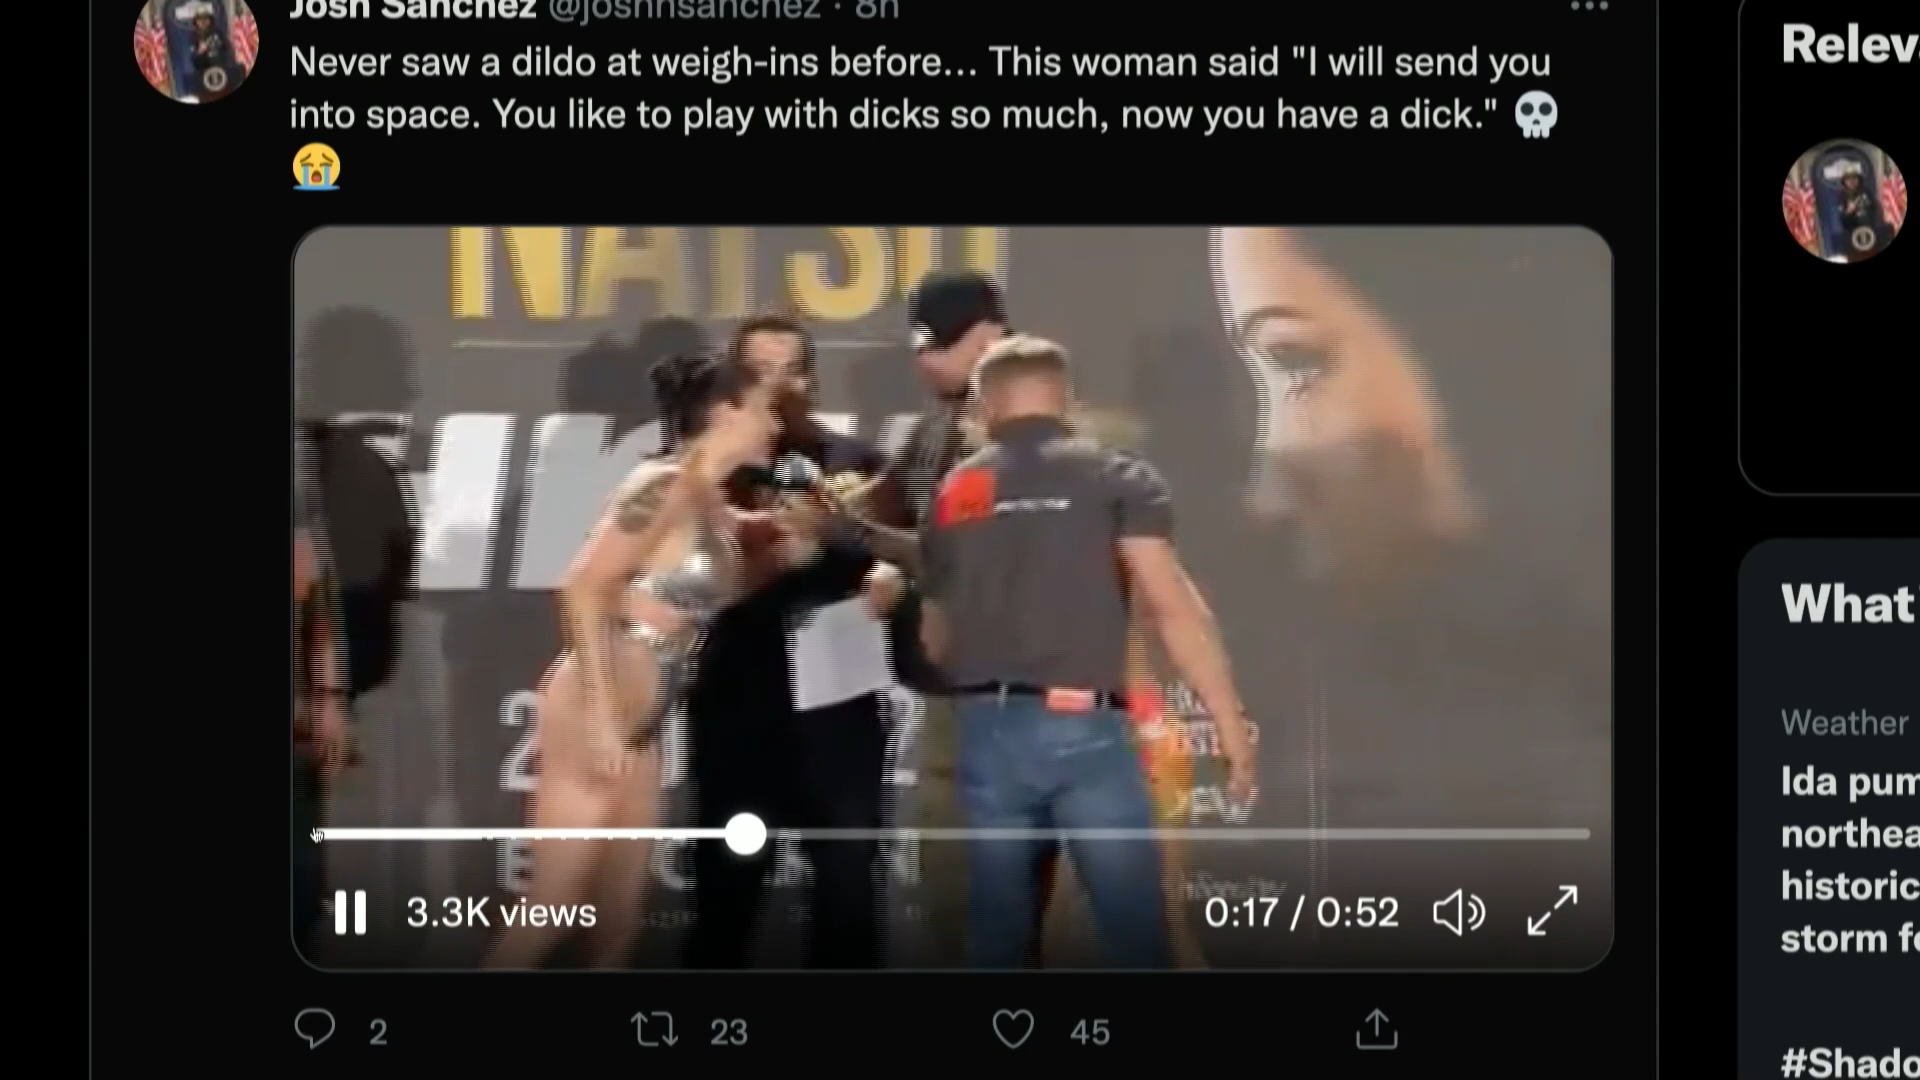 Josh Sanchez @joshnsanchez · 8h
Never saw a dildo at weigh-ins before... This woman said "I will send you
into space. You like to play with dicks so much, now you have a dick."
3.3K views
0:17 / 0:52
2 23 45
Relev
What'
Weather
Ida pum
northea
historic
storm fo
#Shado